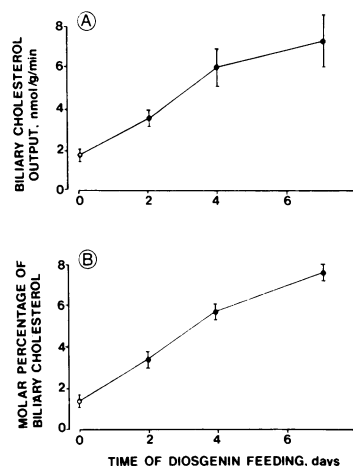 A
BILIARY CHOLESTEROL
OUTPUT, nmol/g/min
8
6
4
2
0
0 2 4 6
B
MOLAR PERCENTAGE OF
BILIARY CHOLESTEROL
8
6
4
2
0
0 2 4 6
TIME OF DIOSGENIN FEEDING, days